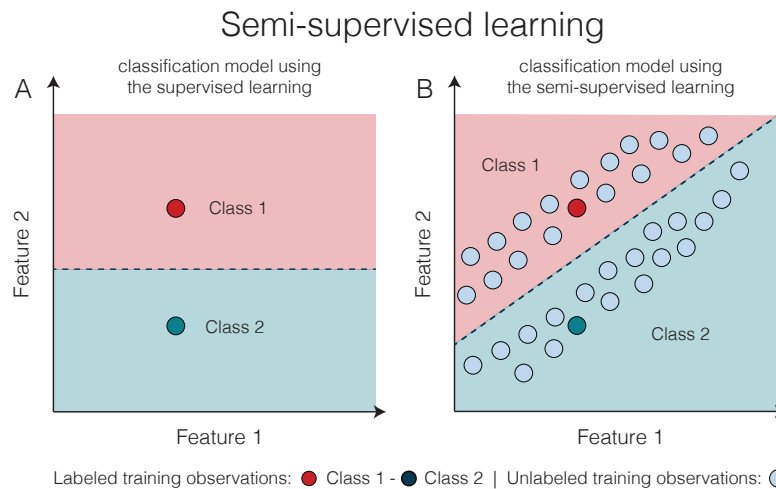 Semi-supervised learning
A
classification model using
the supervised learning
Feature 2
Class 1
Class 2
Feature 1
B
classification model using
the semi-supervised learning
Feature 2
Class 1
Class 2
Feature 1
Labeled training observations: Class 1 - Class 2 | Unlabeled training observations: